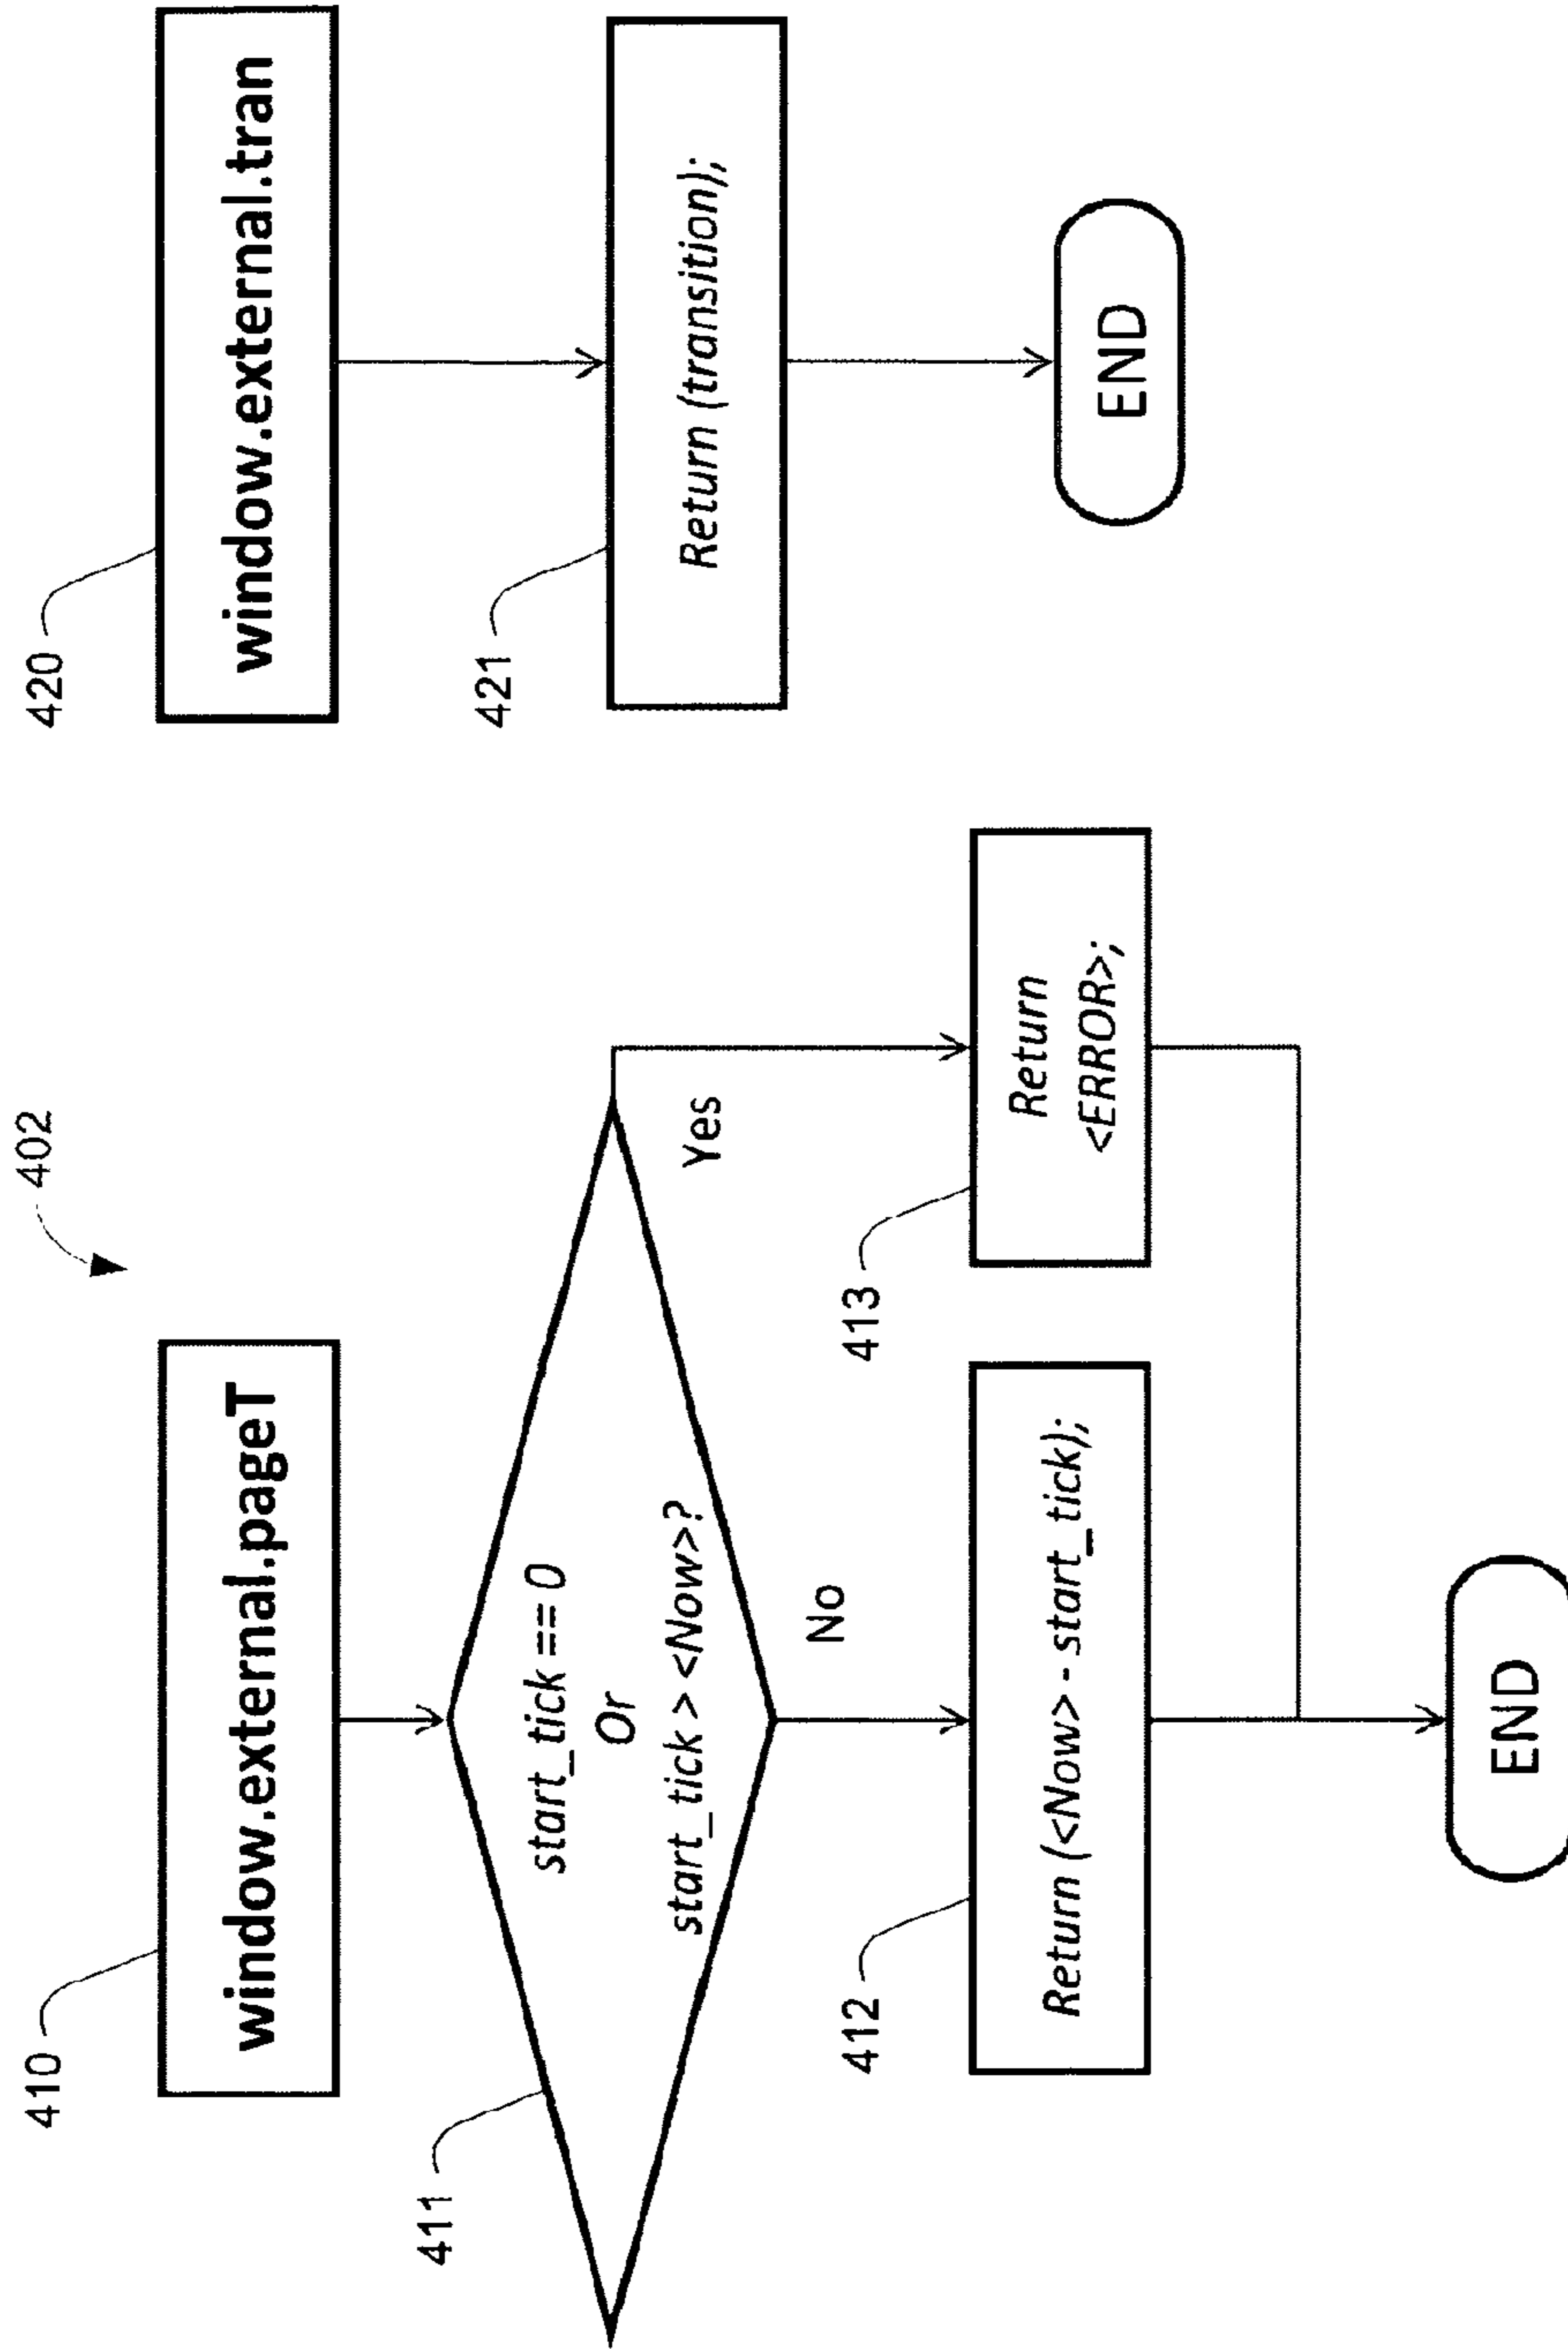 402
410
window.external.pageT
411
start_tick == 0
Or
start_tick > <Now>?
Yes
No
412
Return (<Now> - start_tick);
413
Return
<ERROR>;
END
420
window.external.tran
421
Return (transition);
END